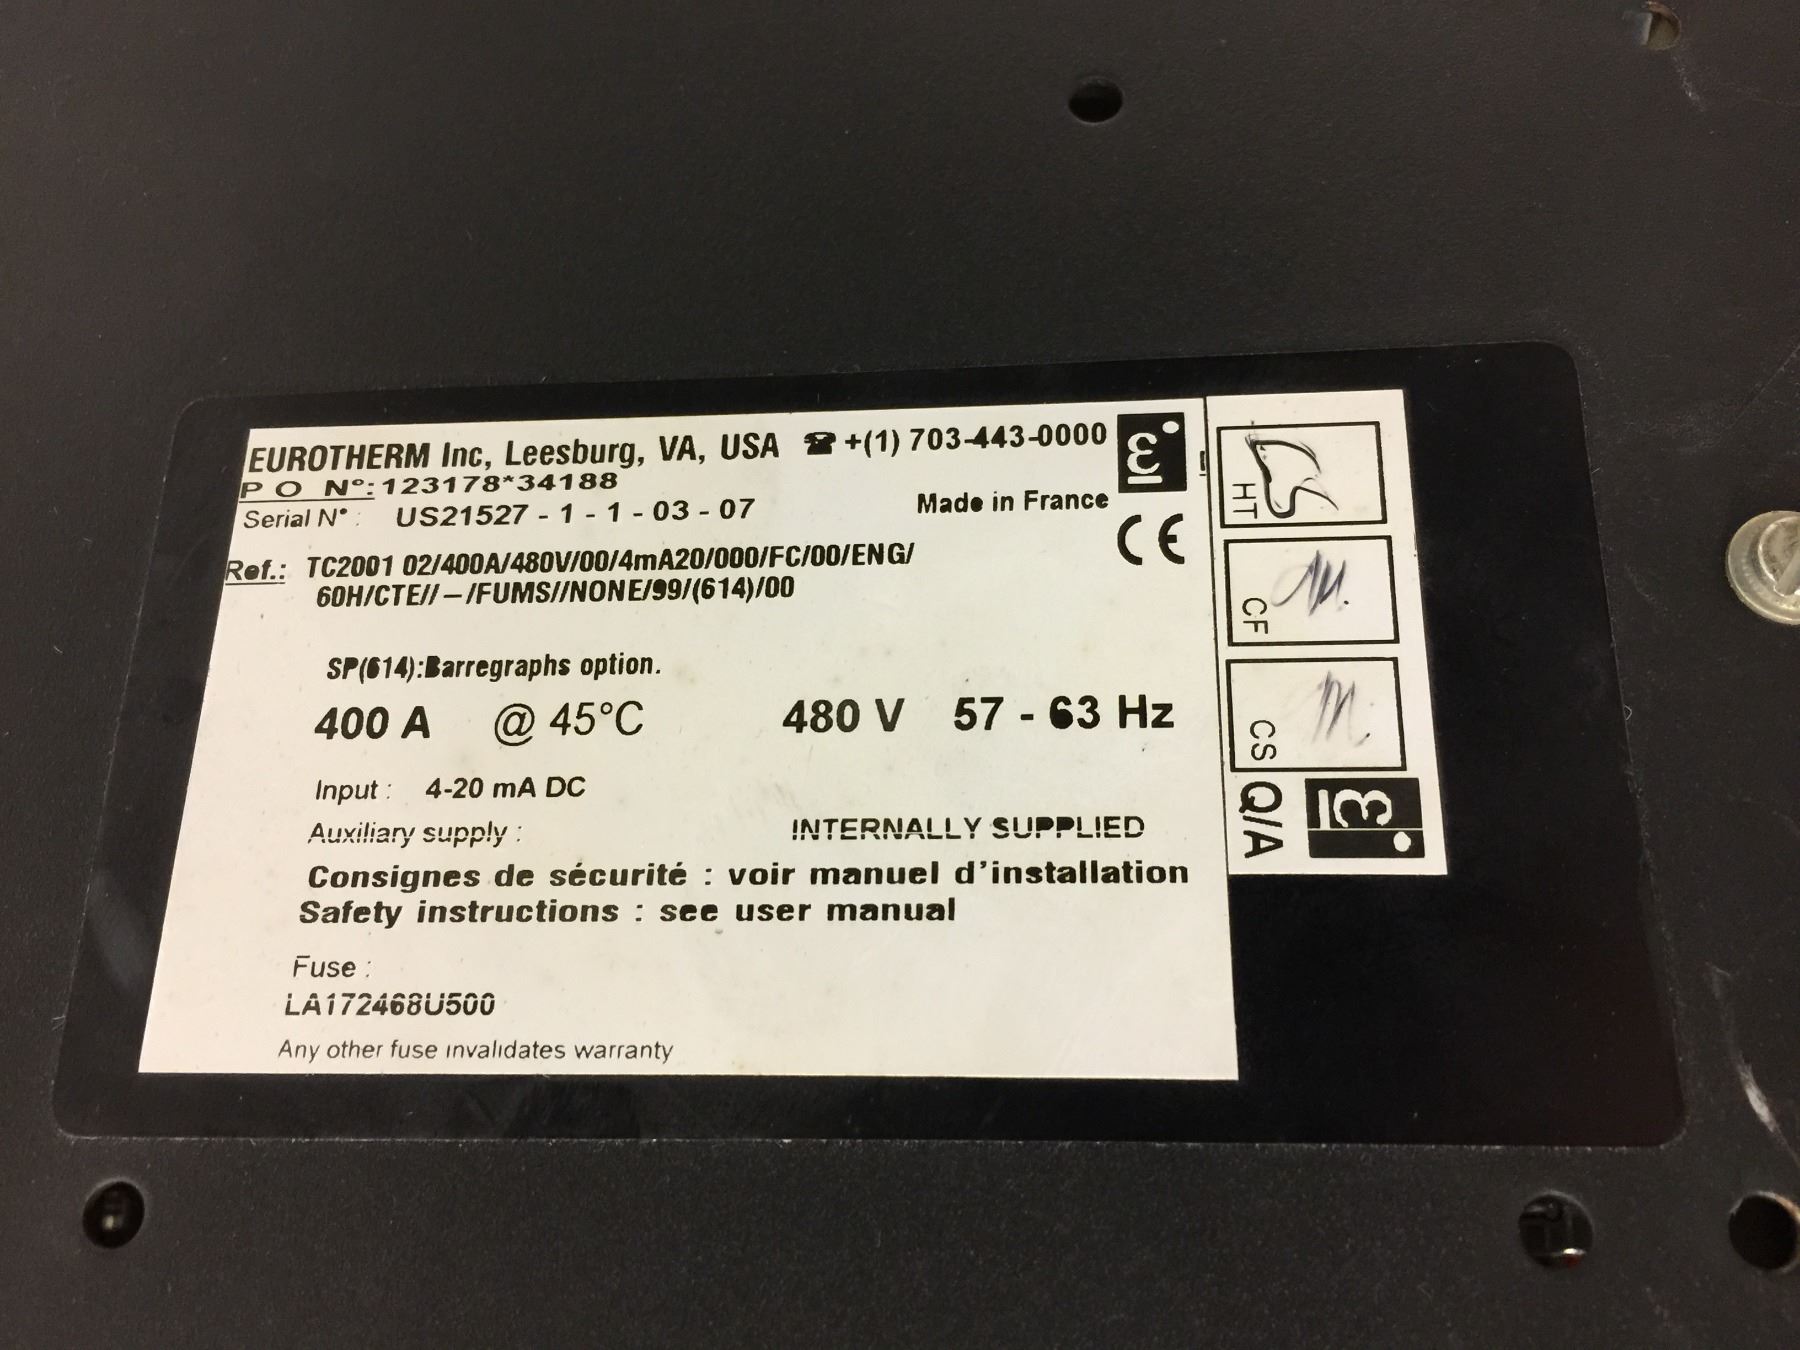 EUROTHERM Inc, Leesburg, VA, USA ☎ +(1) 703-443-0000
P O N°: 123178*34188
Serial N° : US21527 - 1 - 1 - 03 - 07
Made in France
CE
Ref.: TC2001 02/400A/480V/00/4mA20/000/FC/00/ENG/
60H/CTE//–/FUMS//NONE/99/(614)/00
SP(614):Barregraphs option.
400 A @ 45°C 480 V 57 - 63 Hz
Input : 4-20 mA DC
Auxiliary supply : INTERNALLY SUPPLIED
Consignes de sécurité : voir manuel d'installation
Safety instructions : see user manual
Fuse :
LA172468U500
Any other fuse invalidates warranty
HT
CF
CS
Q/A